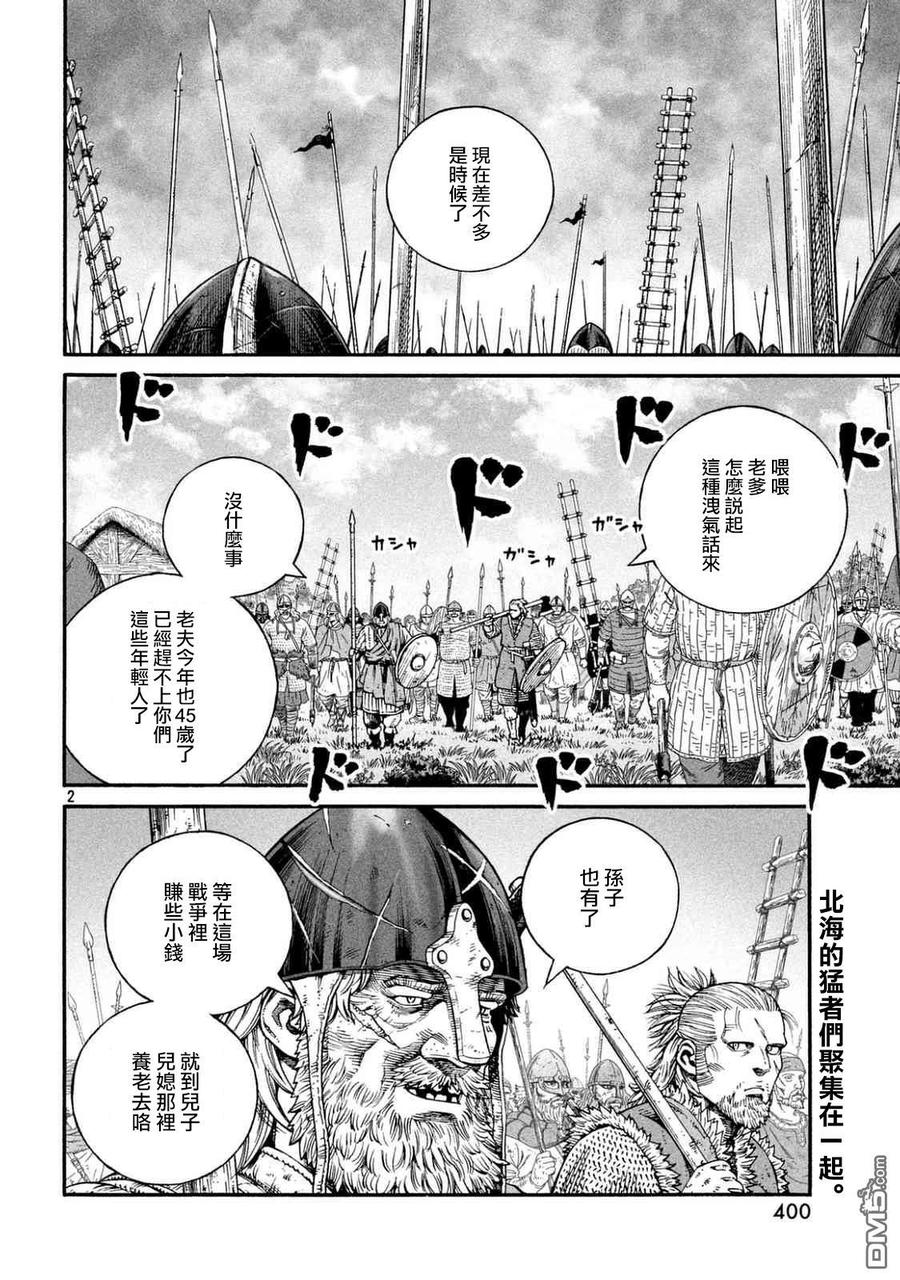 現在差不多
是時候了
ド
ド
ド
ド
ド
喂喂
老爹
怎麼説起
這種洩氣話來
ガシャ
ガシャ
ガシャ
沒什麼事
老夫今年也45歲了
已經趕不上你們
這些年輕人了
ド
ド
ド
2
孫子
也有了
等在這場
戰爭裡
賺些小錢
就到兒子
兒媳那裡
養老去咯
北海的猛者們聚集在一起。
400
DM5.com